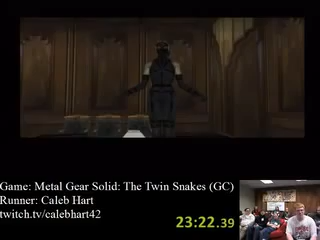 Game: Metal Gear Solid: The Twin Snakes (GC)
Runner: Caleb Hart
twitch.tv/calebhart42
23:22.39